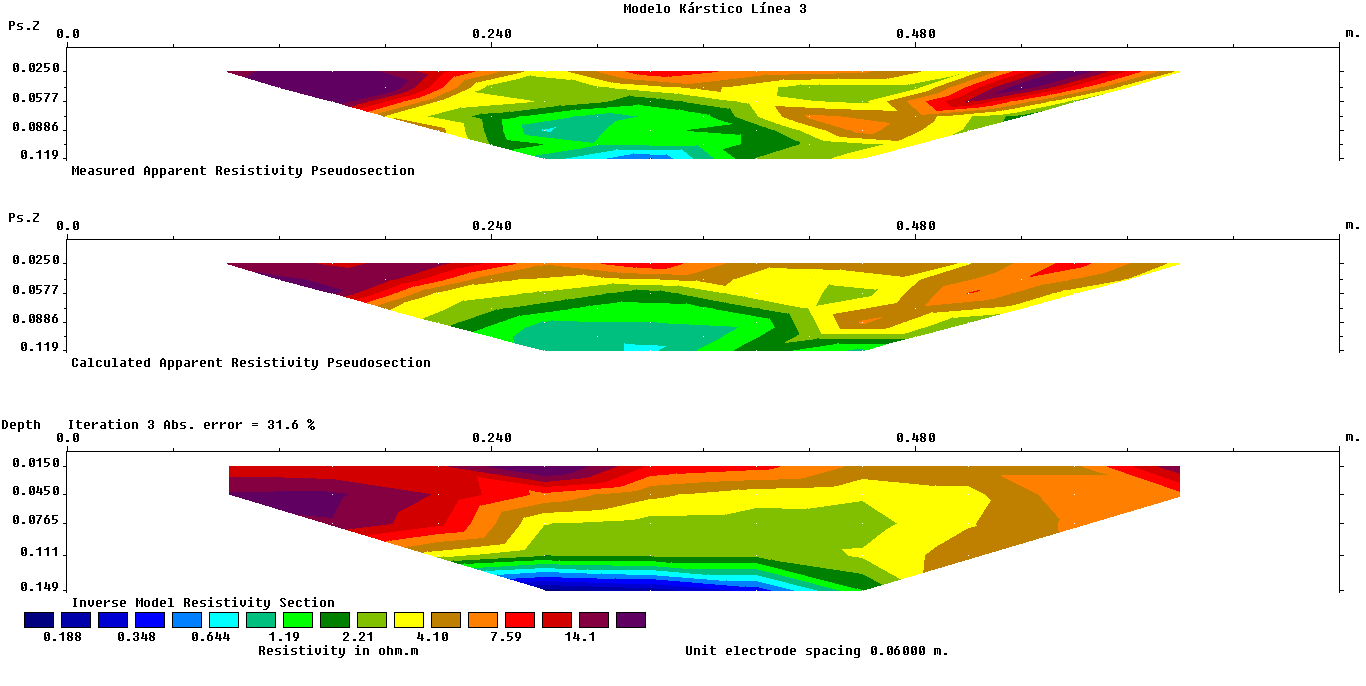 Modelo Kárstico Línea 3
Ps.Z 0.0 0.240 0.480 m.
0.0250
0.0577
0.0886
0.119
Measured Apparent Resistivity Pseudosection
Ps.Z 0.0 0.240 0.480 m.
0.0250
0.0577
0.0886
0.119
Calculated Apparent Resistivity Pseudosection
Depth Iteration 3 Abs. error = 31.6 %
0.0 0.240 0.480 m.
0.0150
0.0450
0.0765
0.111
0.149
Inverse Model Resistivity Section
0.188 0.348 0.644 1.19 2.21 4.10 7.59 14.1
Resistivity in ohm.m Unit electrode spacing 0.06000 m.